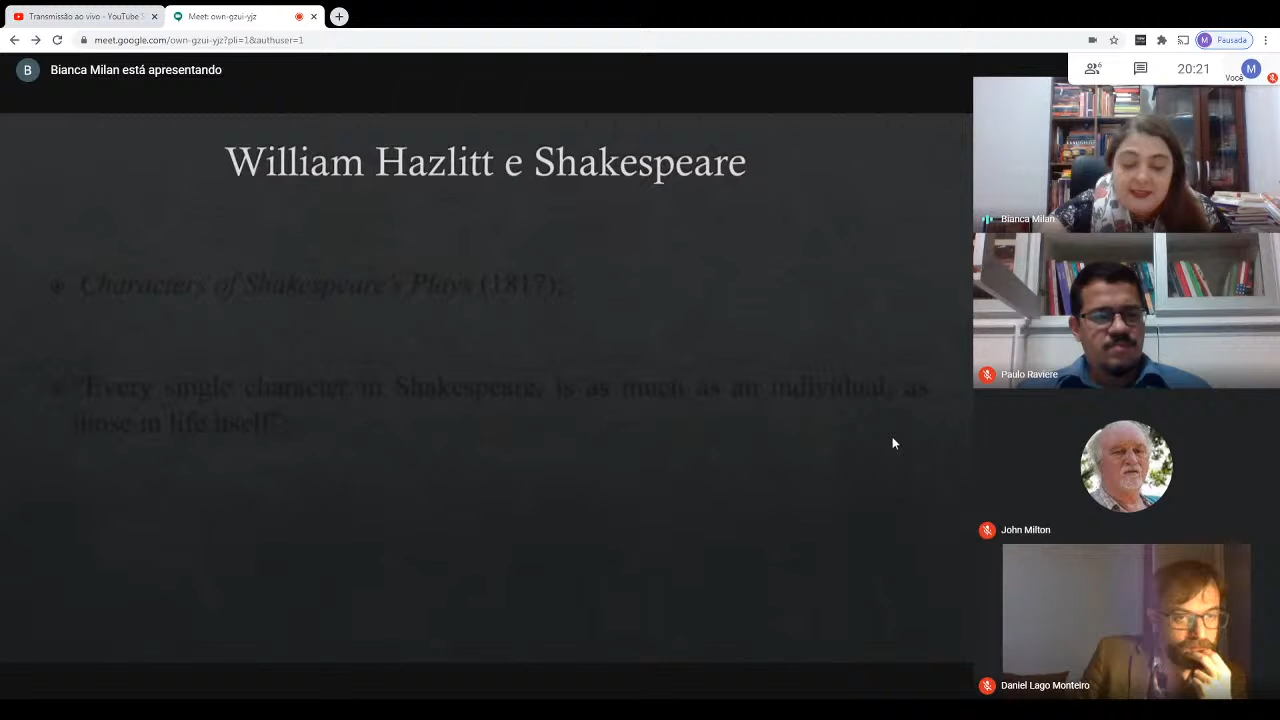 Transmissão ao vivo - YouTube S
Meet: own-gzui-yjz
meet.google.com/own-gzui-yjz?pli=1&authuser=1
M Pausada
B Bianca Milan está apresentando
6
20:21
Você
M
William Hazlitt e Shakespeare
Characters of Shakespeare's Plays (1817);
"Every single character in Shakespeare, is as much as an individual, as
those in life itself";
Bianca Milan
Paulo Raviere
John Milton
Daniel Lago Monteiro